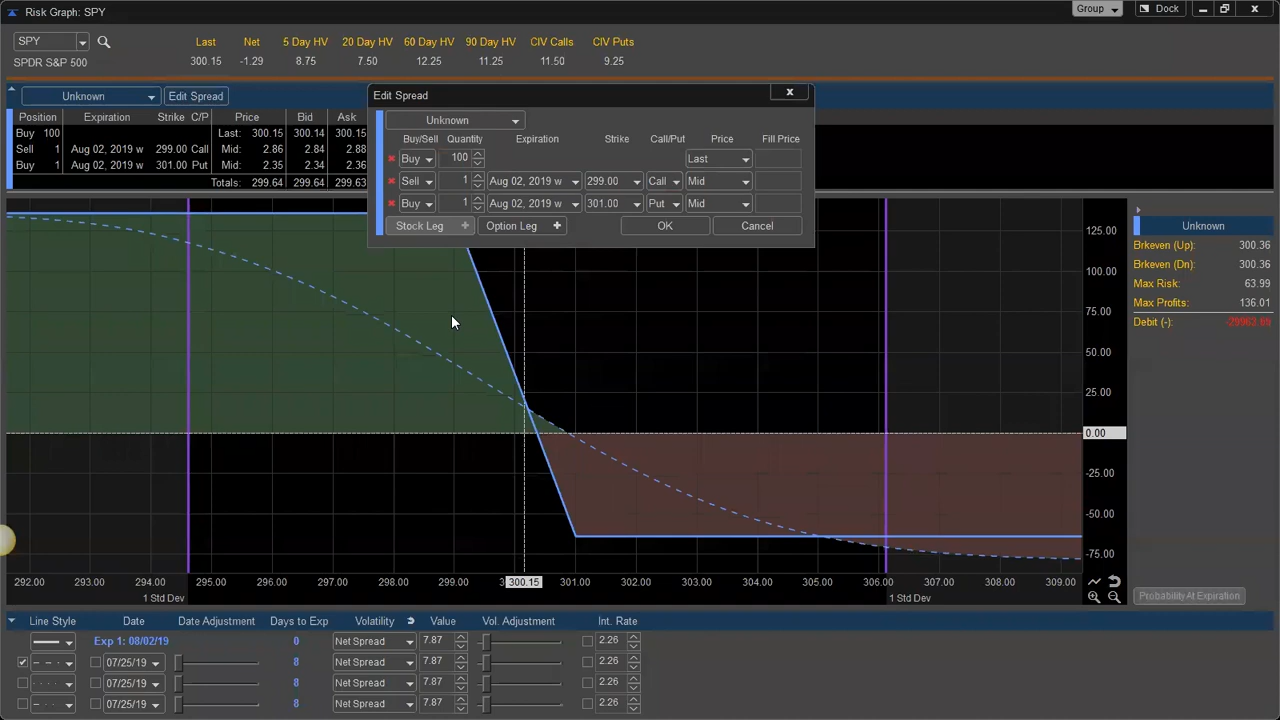 Risk Graph: SPY
Group
Dock
SPY
Last Net 5 Day HV 20 Day HV 60 Day HV 90 Day HV CIV Calls CIV Puts
SPDR S&P 500 300.15 -1.29 8.75 7.50 12.25 11.25 11.50 9.25
Unknown Edit Spread
Position Expiration Strike C/P Price Bid Ask
Buy 100 Last: 300.15 300.14 300.15
Sell 1 Aug 02, 2019 w 299.00 Call Mid: 2.86 2.84 2.88
Buy 1 Aug 02, 2019 w 301.00 Put Mid: 2.35 2.34 2.36
Totals: 299.64 299.64 299.63
Edit Spread x
Unknown
Buy/Sell Quantity Expiration Strike Call/Put Price Fill Price
Buy 100 Last
Sell 1 Aug 02, 2019 w 299.00 Call Mid
Buy 1 Aug 02, 2019 w 301.00 Put Mid
Stock Leg + Option Leg + OK Cancel
Unknown
Brkeven (Up): 300.36
Brkeven (Dn): 300.36
Max Risk: 63.99
Max Profits: 136.01
Debit (-): -29963.65
125.00
100.00
75.00
50.00
25.00
0.00
-25.00
-50.00
-75.00
292.00 293.00 294.00 295.00 296.00 297.00 298.00 299.00 300.15 301.00 302.00 303.00 304.00 305.00 306.00 307.00 308.00 309.00
1 Std Dev 1 Std Dev
Probability At Expiration
Line Style Date Date Adjustment Days to Exp Volatility Value Vol. Adjustment Int. Rate
Exp 1: 08/02/19 0 Net Spread 7.87 2.26
07/25/19 8 Net Spread 7.87 2.26
07/25/19 8 Net Spread 7.87 2.26
07/25/19 8 Net Spread 7.87 2.26